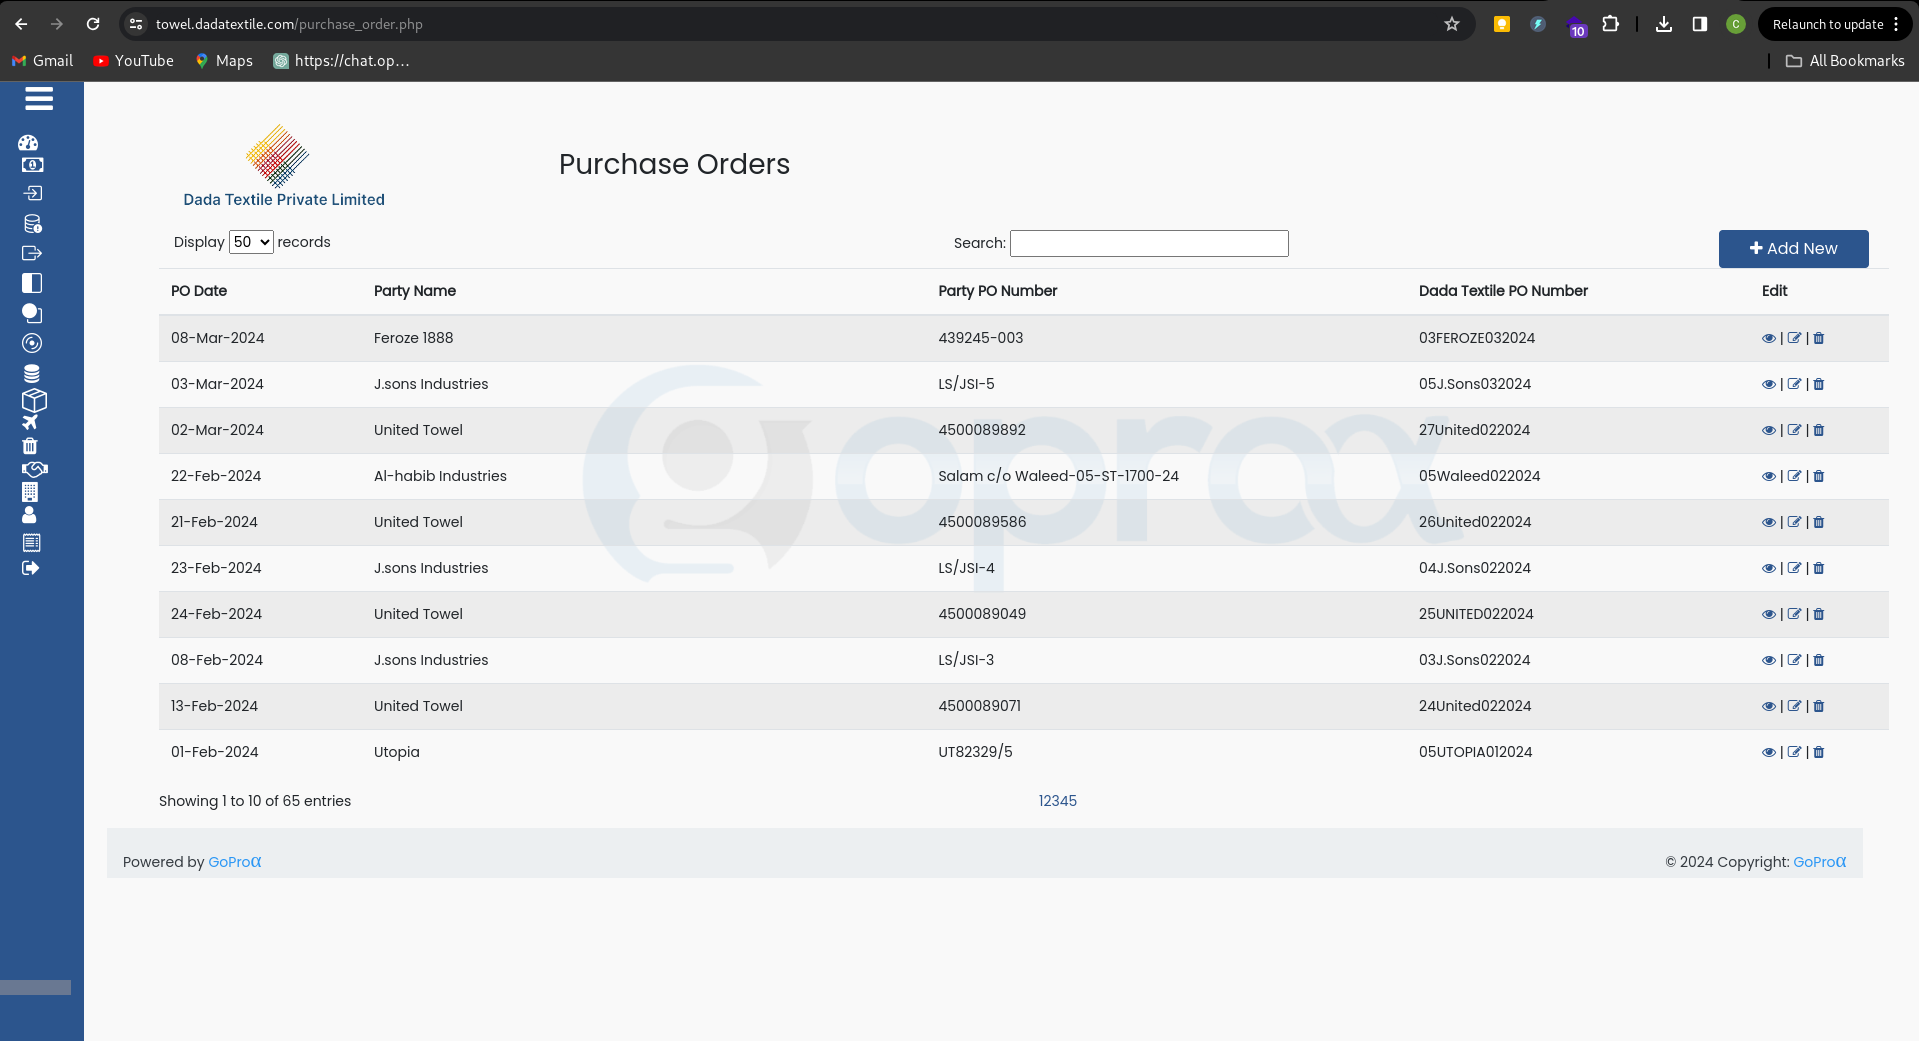 towel.dadatextile.com/purchase_order.php
10
C
Relaunch to update
Gmail
YouTube
Maps
https://chat.op...
All Bookmarks
Dada Textile Private Limited
Purchase Orders
Display 50 records
Search:
Add New
PO Date Party Name Party PO Number Dada Textile PO Number Edit
08-Mar-2024 Feroze 1888 439245-003 03FEROZE032024 | |
03-Mar-2024 J.sons Industries LS/JSI-5 05J.Sons032024 | |
02-Mar-2024 United Towel 4500089892 27United022024 | |
22-Feb-2024 Al-habib Industries Salam c/o Waleed-05-ST-1700-24 05Waleed022024 | |
21-Feb-2024 United Towel 4500089586 26United022024 | |
23-Feb-2024 J.sons Industries LS/JSI-4 04J.Sons022024 | |
24-Feb-2024 United Towel 4500089049 25UNITED022024 | |
08-Feb-2024 J.sons Industries LS/JSI-3 03J.Sons022024 | |
13-Feb-2024 United Towel 4500089071 24United022024 | |
01-Feb-2024 Utopia UT82329/5 05UTOPIA012024 | |
Goproα
Showing 1 to 10 of 65 entries
12345
Powered by GoProα
© 2024 Copyright: GoProα